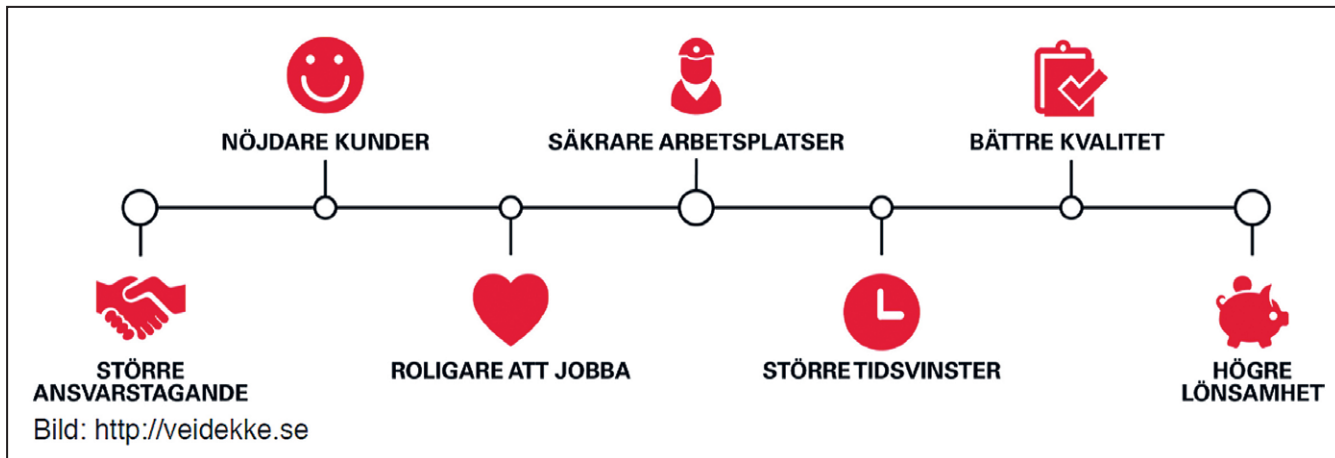 NÖJDARE KUNDER
SÄKRARE ARBETSPLATSER
BÄTTRE KVALITET
STÖRRE
ANSVARSTAGANDE
ROLIGARE ATT JOBBA
STÖRRE TIDSVINSTER
HÖGRE
LÖNSAMHET
Bild: http://veidekke.se